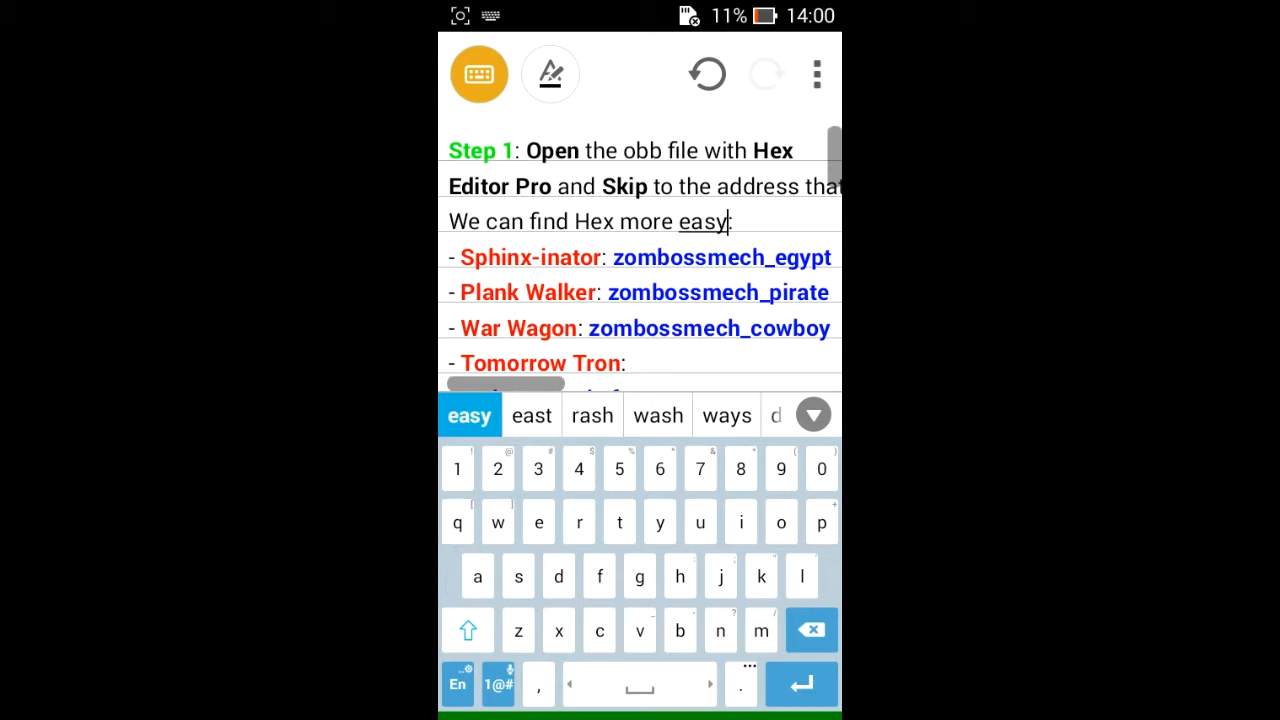 11% 14:00
Step 1: Open the obb file with Hex
Editor Pro and Skip to the address that
We can find Hex more easy:
- Sphinx-inator: zombossmech_egypt
- Plank Walker: zombossmech_pirate
- War Wagon: zombossmech_cowboy
- Tomorrow Tron:
easy east rash wash ways d
1 2 3 4 5 6 7 8 9 0
q w e r t y u i o p
a s d f g h j k l
z x c v b n m
En 1@# , .